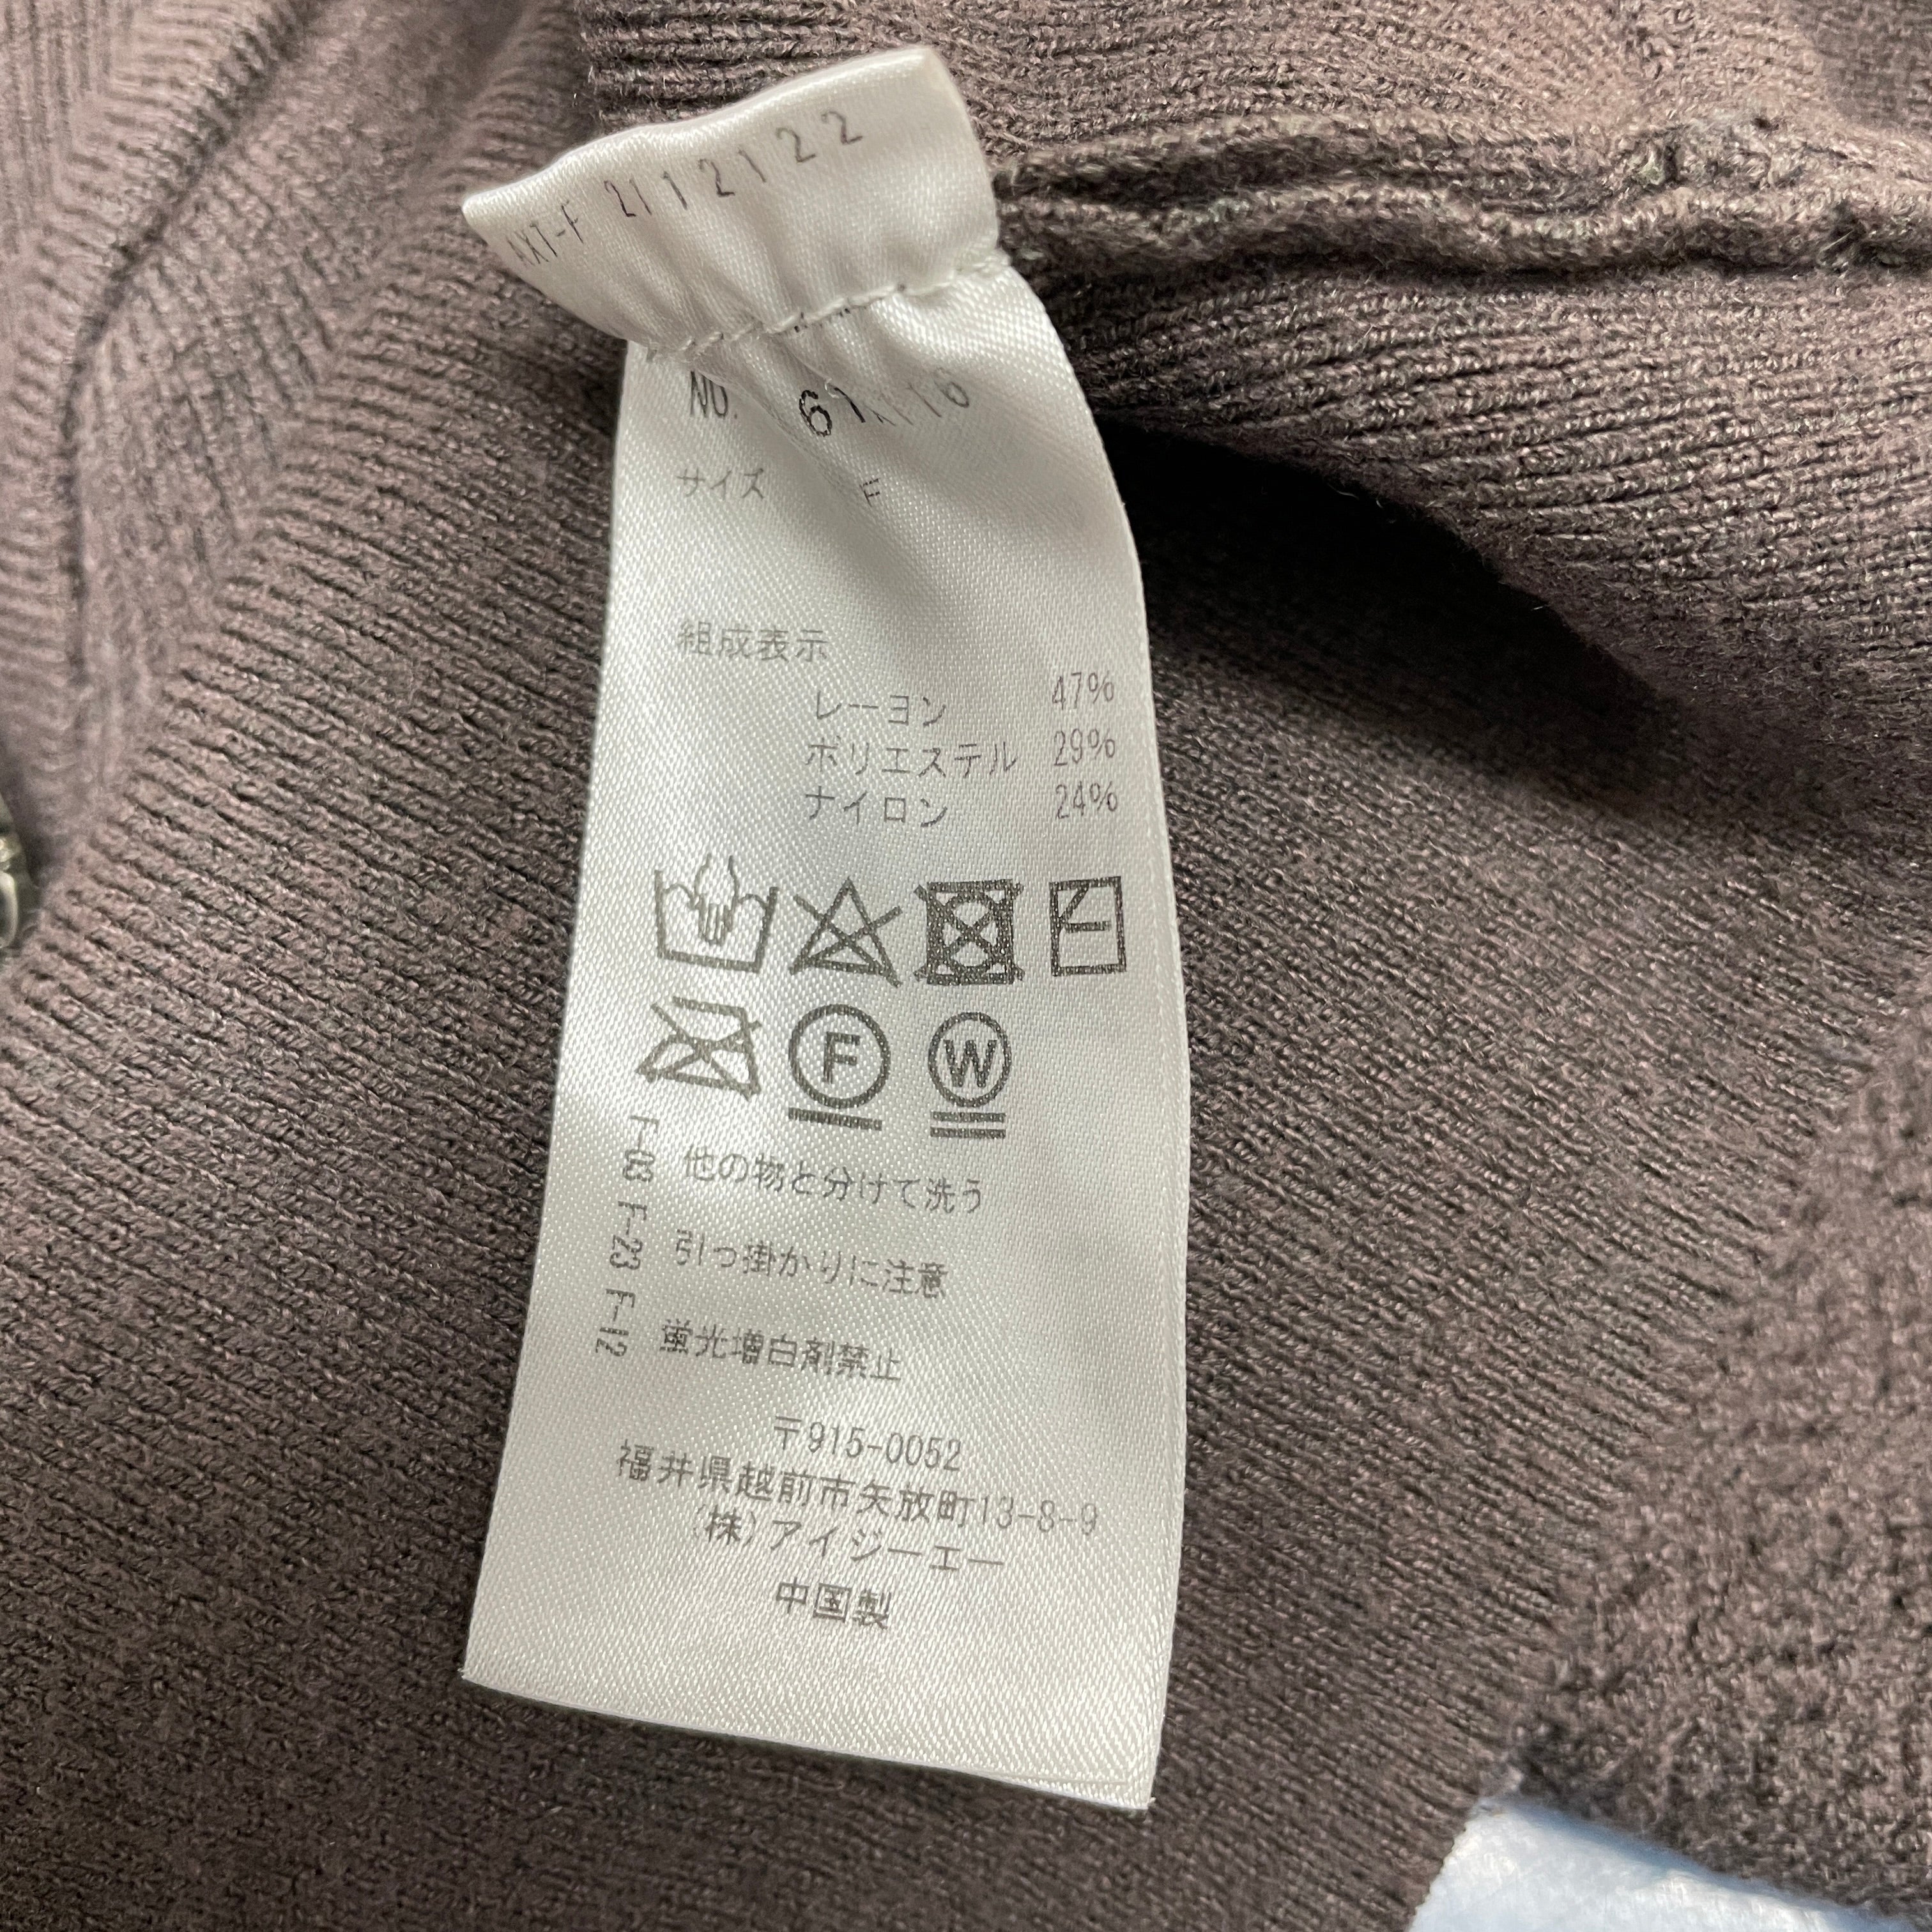 AXT-F 2112122
NO.
サイズ F
組成表示
レーヨン 47%
ポリエステル 29%
ナイロン 24%
F W
F-03 他の物と分けて洗う
F-23 引っ掛かりに注意
F-12 蛍光増白剤禁止
〒915-0052
福井県越前市矢放町13-8-9
(株)アイジーエー
中国製